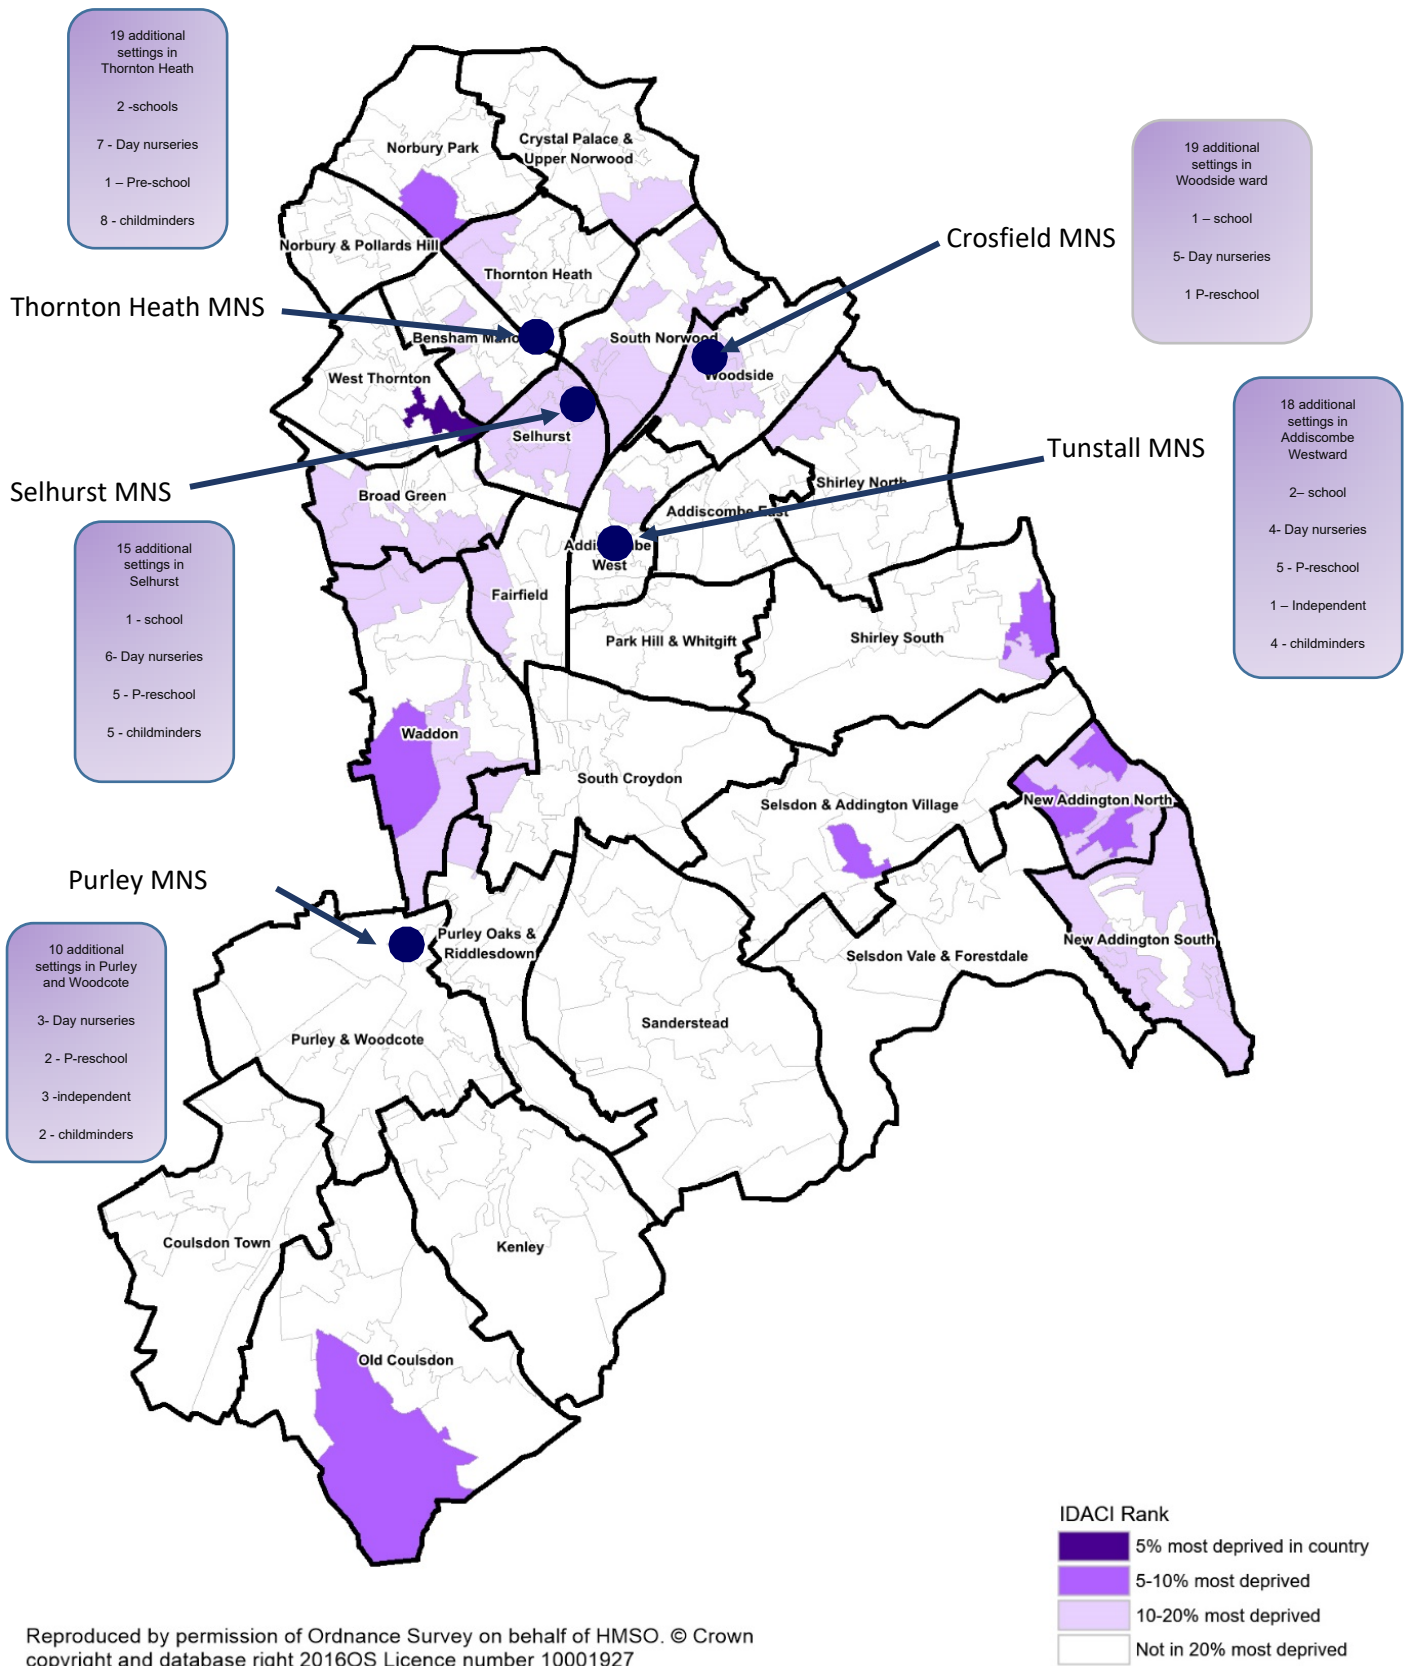 19 additional
settings in
Thornton Heath
2 -schools
7 - Day nurseries
1 – Pre-school
8 - childminders
Norbury Park
Crystal Palace &
Upper Norwood
19 additional
settings in
Woodside ward
1 – school
5- Day nurseries
1 P-reschool
Norbury & Pollards Hill
Thornton Heath
Crosfield MNS
Thornton Heath MNS
Bensham Mano
South Norwood
West Thornton
Woodside
Selhurst
18 additional
settings in
Addiscombe
Westward
2– school
4- Day nurseries
5 - P-reschool
1 – Independent
4 - childminders
Tunstall MNS
Selhurst MNS
Broad Green
Shirley North
Addiscombe East
15 additional
settings in
Selhurst
1 - school
6- Day nurseries
5 - P-reschool
5 - childminders
Addi be
West
Fairfield
Park Hill & Whitgift
Shirley South
Waddon
South Croydon
Selsdon & Addington Village
New Addington North
Purley MNS
10 additional
settings in Purley
and Woodcote
3- Day nurseries
2 - P-reschool
3 -independent
2 - childminders
Purley Oaks &
Riddlesdown
Selsdon Vale & Forestdale
New Addington South
Sanderstead
Purley & Woodcote
Coulsdon Town
Kenley
Old Coulsdon
IDACI Rank
5% most deprived in country
5-10% most deprived
10-20% most deprived
Not in 20% most deprived
Reproduced by permission of Ordnance Survey on behalf of HMSO. © Crown
copyright and database right 2016OS Licence number 10001927